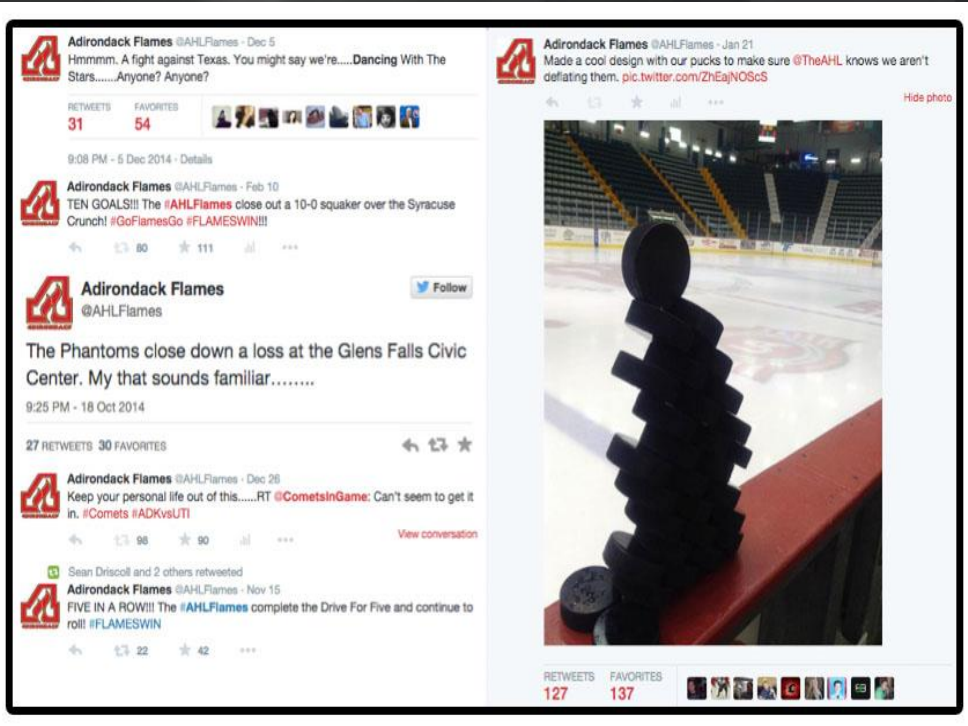 Adirondack Flames @AHLFlames · Dec 5
Hmmmm. A fight against Texas. You might say we're.....Dancing With The
Stars.......Anyone? Anyone?
RETWEETS FAVORITES
31 54
9:08 PM - 5 Dec 2014 · Details
Adirondack Flames @AHLFlames · Feb 10
TEN GOALS!!! The #AHLFlames close out a 10-0 squaker over the Syracuse
Crunch! #GoFlamesGo #FLAMESWIN!!!
80 111
Adirondack Flames
@AHLFlames
Follow
The Phantoms close down a loss at the Glens Falls Civic
Center. My that sounds familiar........
9:25 PM - 18 Oct 2014
27 RETWEETS 30 FAVORITES
Adirondack Flames @AHLFlames · Dec 26
Keep your personal life out of this......RT @CometsInGame: Can't seem to get it
in. #Comets #ADKvsUTI
98 90
View conversation
Sean Driscoll and 2 others retweeted
Adirondack Flames @AHLFlames · Nov 15
FIVE IN A ROW!!! The #AHLFlames complete the Drive For Five and continue to
roll! #FLAMESWIN
22 42
Adirondack Flames @AHLFlames · Jan 21
Made a cool design with our pucks to make sure @TheAHL knows we aren't
deflating them. pic.twitter.com/ZhEajNOScS
Hide photo
RETWEETS FAVORITES
127 137